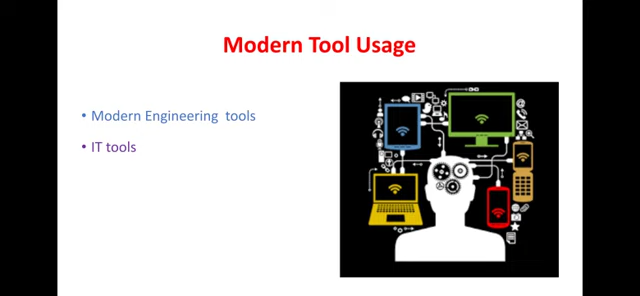 Modern Tool Usage
• Modern Engineering tools
• IT tools